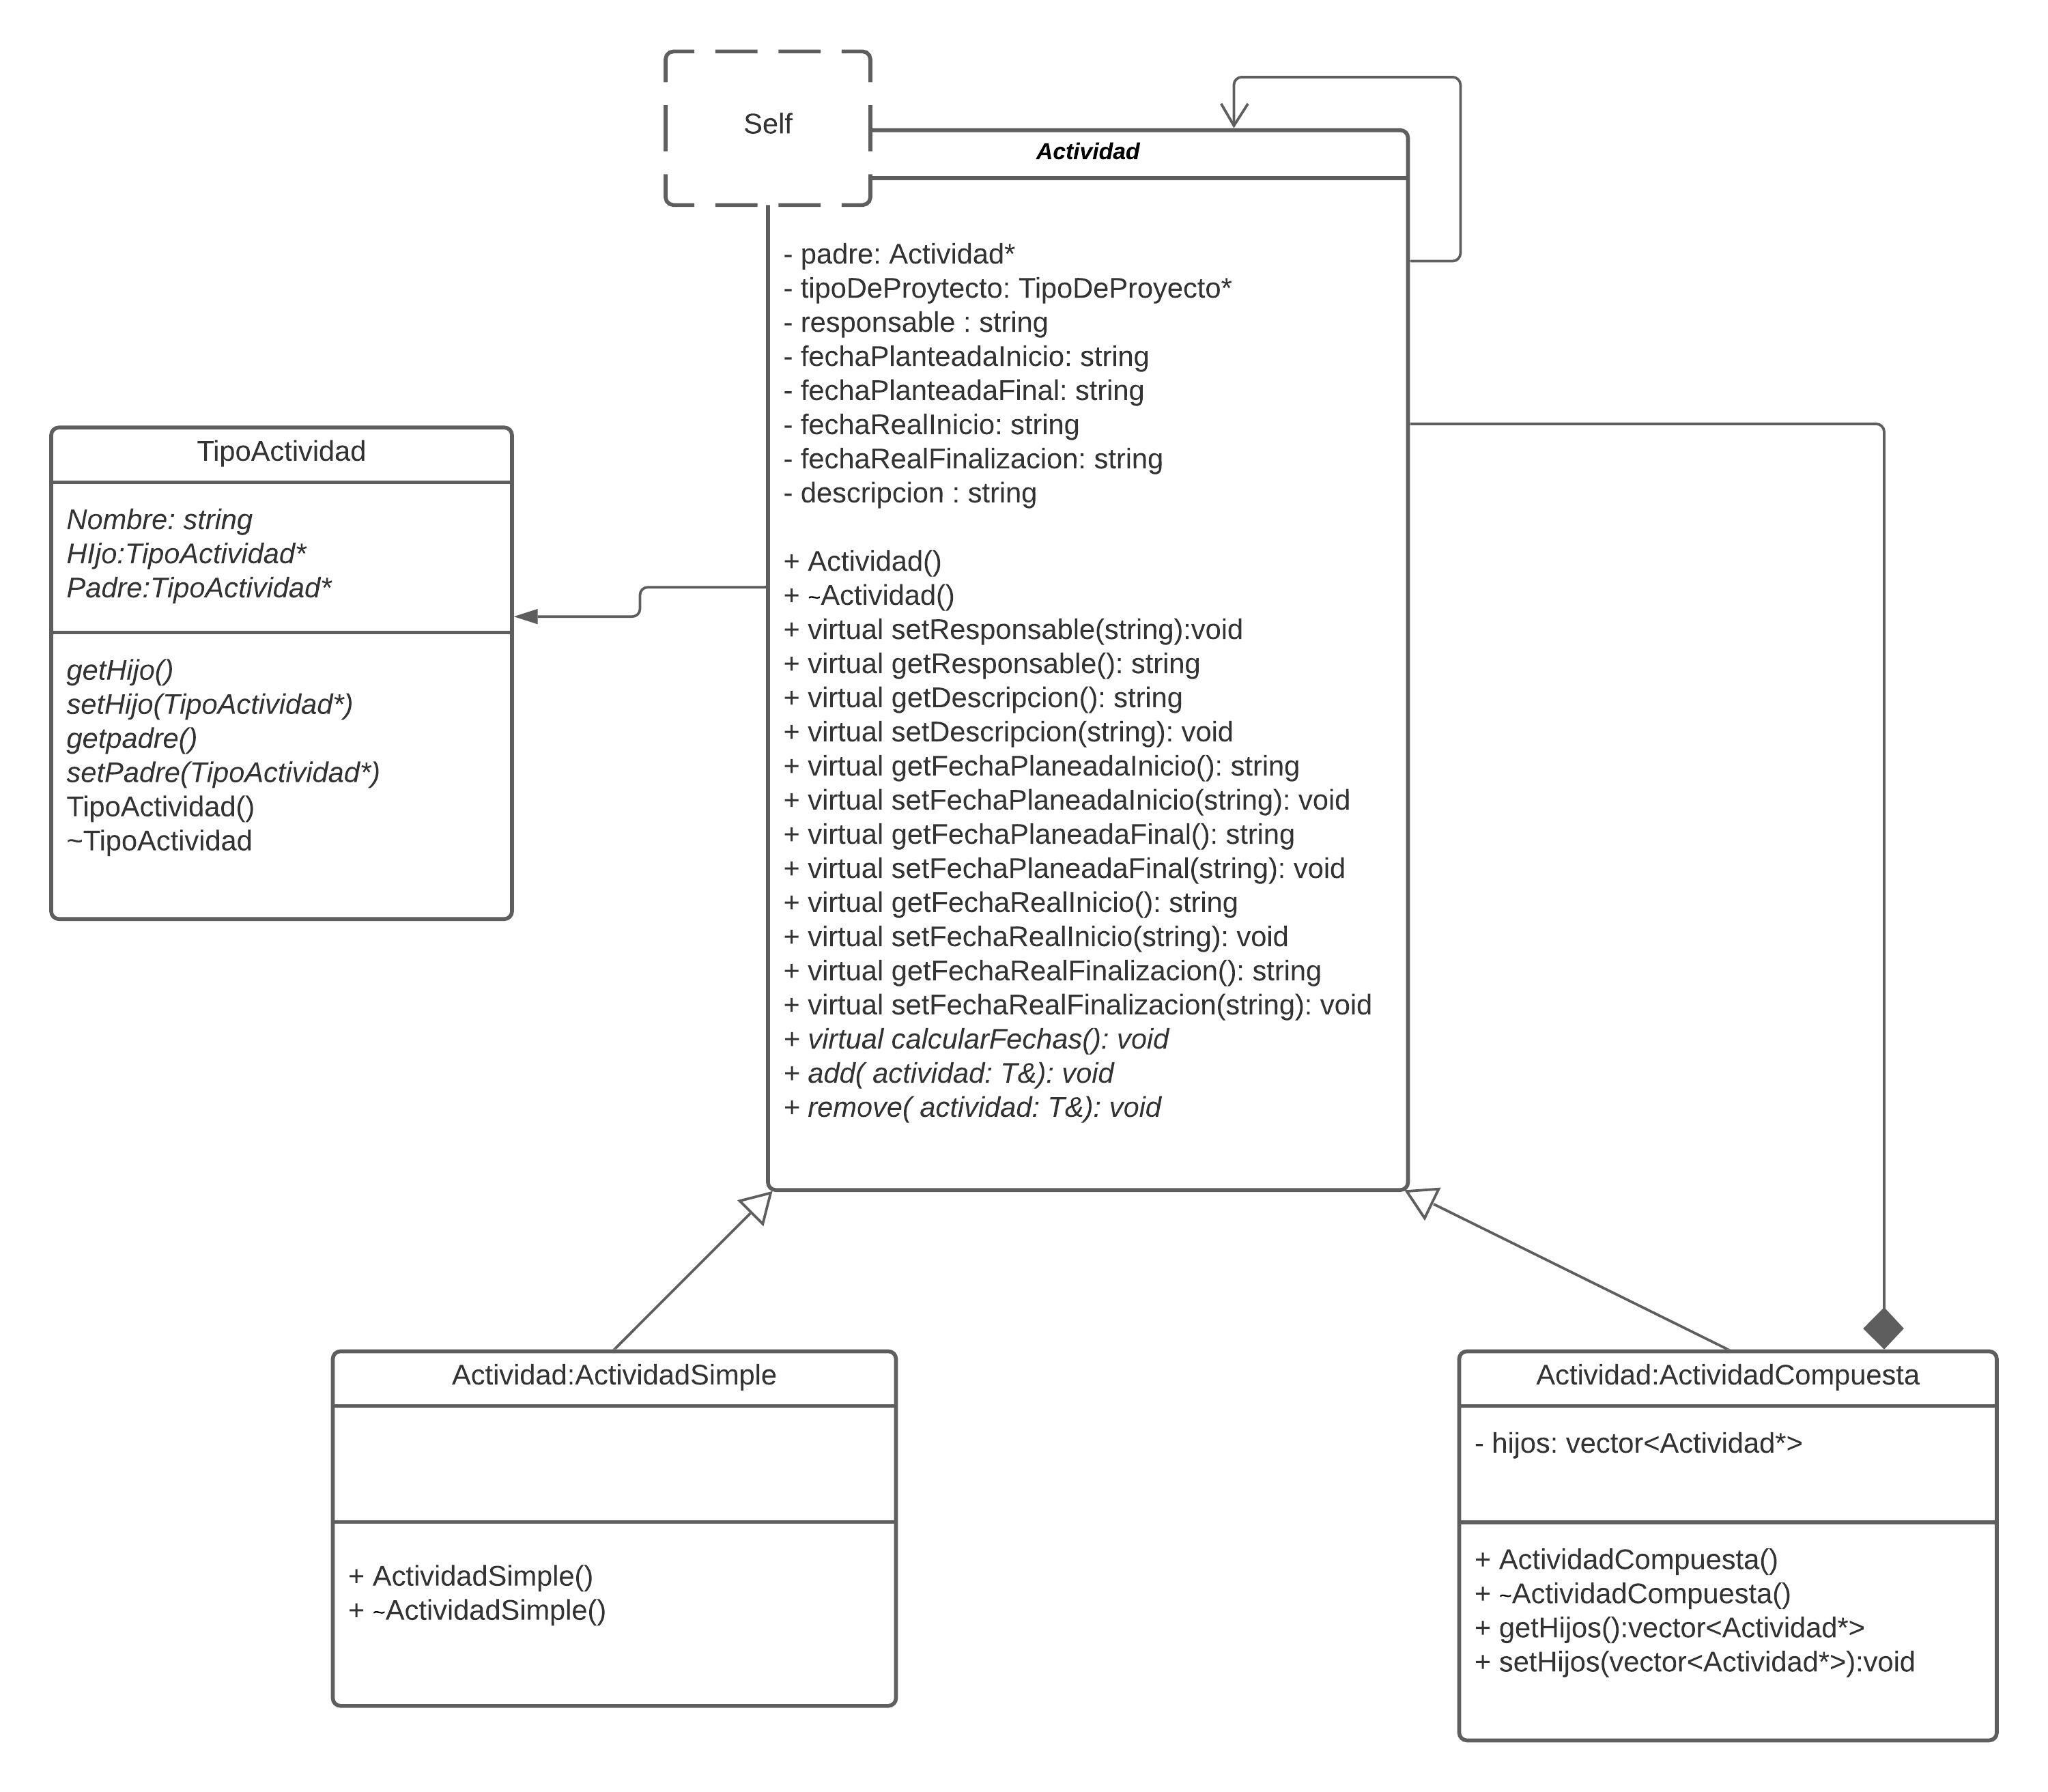 Self
Actividad
- padre: Actividad*
- tipoDeProytecto: TipoDeProyecto*
- responsable : string
- fechaPlanteadaInicio: string
- fechaPlanteadaFinal: string
- fechaRealInicio: string
- fechaRealFinalizacion: string
- descripcion : string
+ Actividad()
+ ~Actividad()
+ virtual setResponsable(string):void
+ virtual getResponsable(): string
+ virtual getDescripcion(): string
+ virtual setDescripcion(string): void
+ virtual getFechaPlaneadaInicio(): string
+ virtual setFechaPlaneadaInicio(string): void
+ virtual getFechaPlaneadaFinal(): string
+ virtual setFechaPlaneadaFinal(string): void
+ virtual getFechaRealInicio(): string
+ virtual setFechaRealInicio(string): void
+ virtual getFechaRealFinalizacion(): string
+ virtual setFechaRealFinalizacion(string): void
+ virtual calcularFechas(): void
+ add( actividad: T&): void
+ remove( actividad: T&): void
TipoActividad
Nombre: string
HIjo:TipoActividad*
Padre:TipoActividad*
getHijo()
setHijo(TipoActividad*)
getpadre()
setPadre(TipoActividad*)
TipoActividad()
~TipoActividad
Actividad:ActividadSimple
+ ActividadSimple()
+ ~ActividadSimple()
Actividad:ActividadCompuesta
- hijos: vector<Actividad*>
+ ActividadCompuesta()
+ ~ActividadCompuesta()
+ getHijos():vector<Actividad*>
+ setHijos(vector<Actividad*>):void